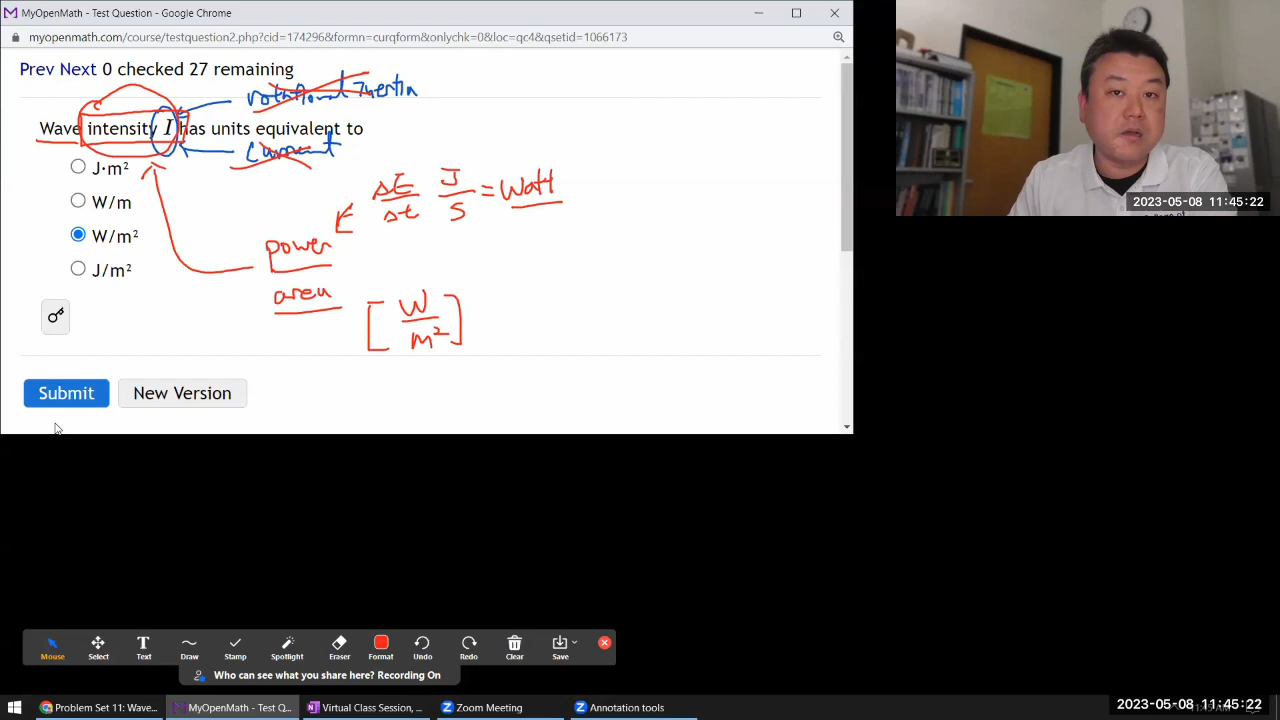 MyOpenMath - Test Question - Google Chrome
myopenmath.com/course/testquestion2.php?cid=174296&formn=curqform&onlychk=0&loc=qc4&qsetid=1066173
Prev Next 0 checked 27 remaining
rotational Inertia
Wave intensity I has units equivalent to
Current
J·m²
W/m
W/m²
J/m²
ΔE J
Δt S
= Watt
power
area
[ W
m² ]
Submit
New Version
2023-05-08 11:45:22
Mouse
Select
Text
Draw
Stamp
Spotlight
Eraser
Format
Undo
Redo
Clear
Save
Who can see what you share here? Recording On
Problem Set 11: Wave...
MyOpenMath - Test Q...
Virtual Class Session, ...
Zoom Meeting
Annotation tools
2023-05-08 11:45:22